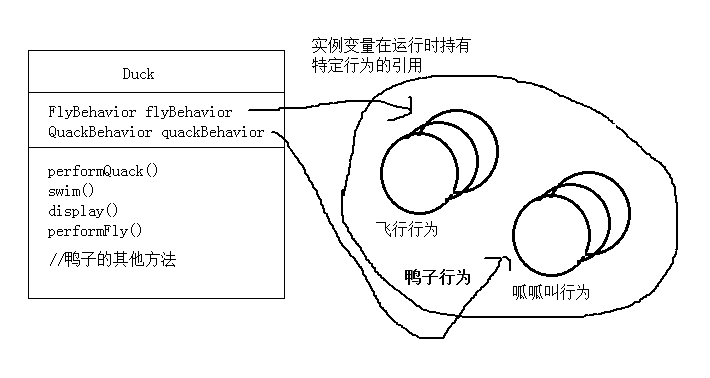 实例变量在运行时持有
特定行为的引用
Duck
FlyBehavior flyBehavior
QuackBehavior quackBehavior
performQuack()
swim()
display()
performFly()
//鸭子的其他方法
飞行行为
鸭子行为
呱呱叫行为